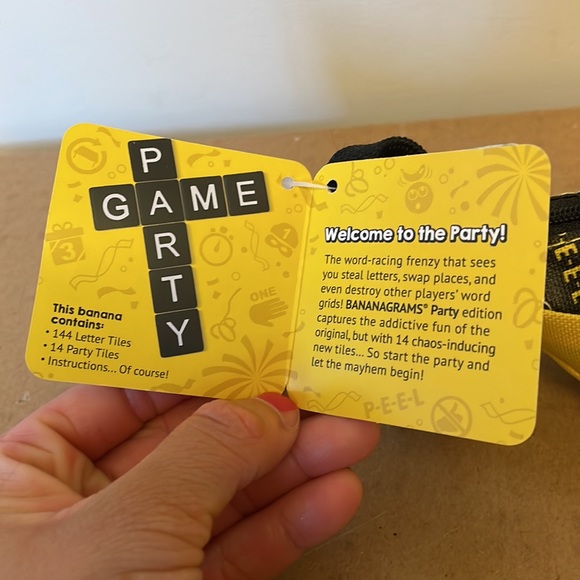 PARTY
GAME
This banana
contains:
• 144 Letter Tiles
• 14 Party Tiles
• Instructions... Of course!
3
ONE
Welcome to the Party!
The word-racing frenzy that sees
you steal letters, swap places, and
even destroy other players' word
grids! BANANAGRAMS® Party edition
captures the addictive fun of the
original, but with 14 chaos-inducing
new tiles... So start the party and
let the mayhem begin!
P-E-E-L